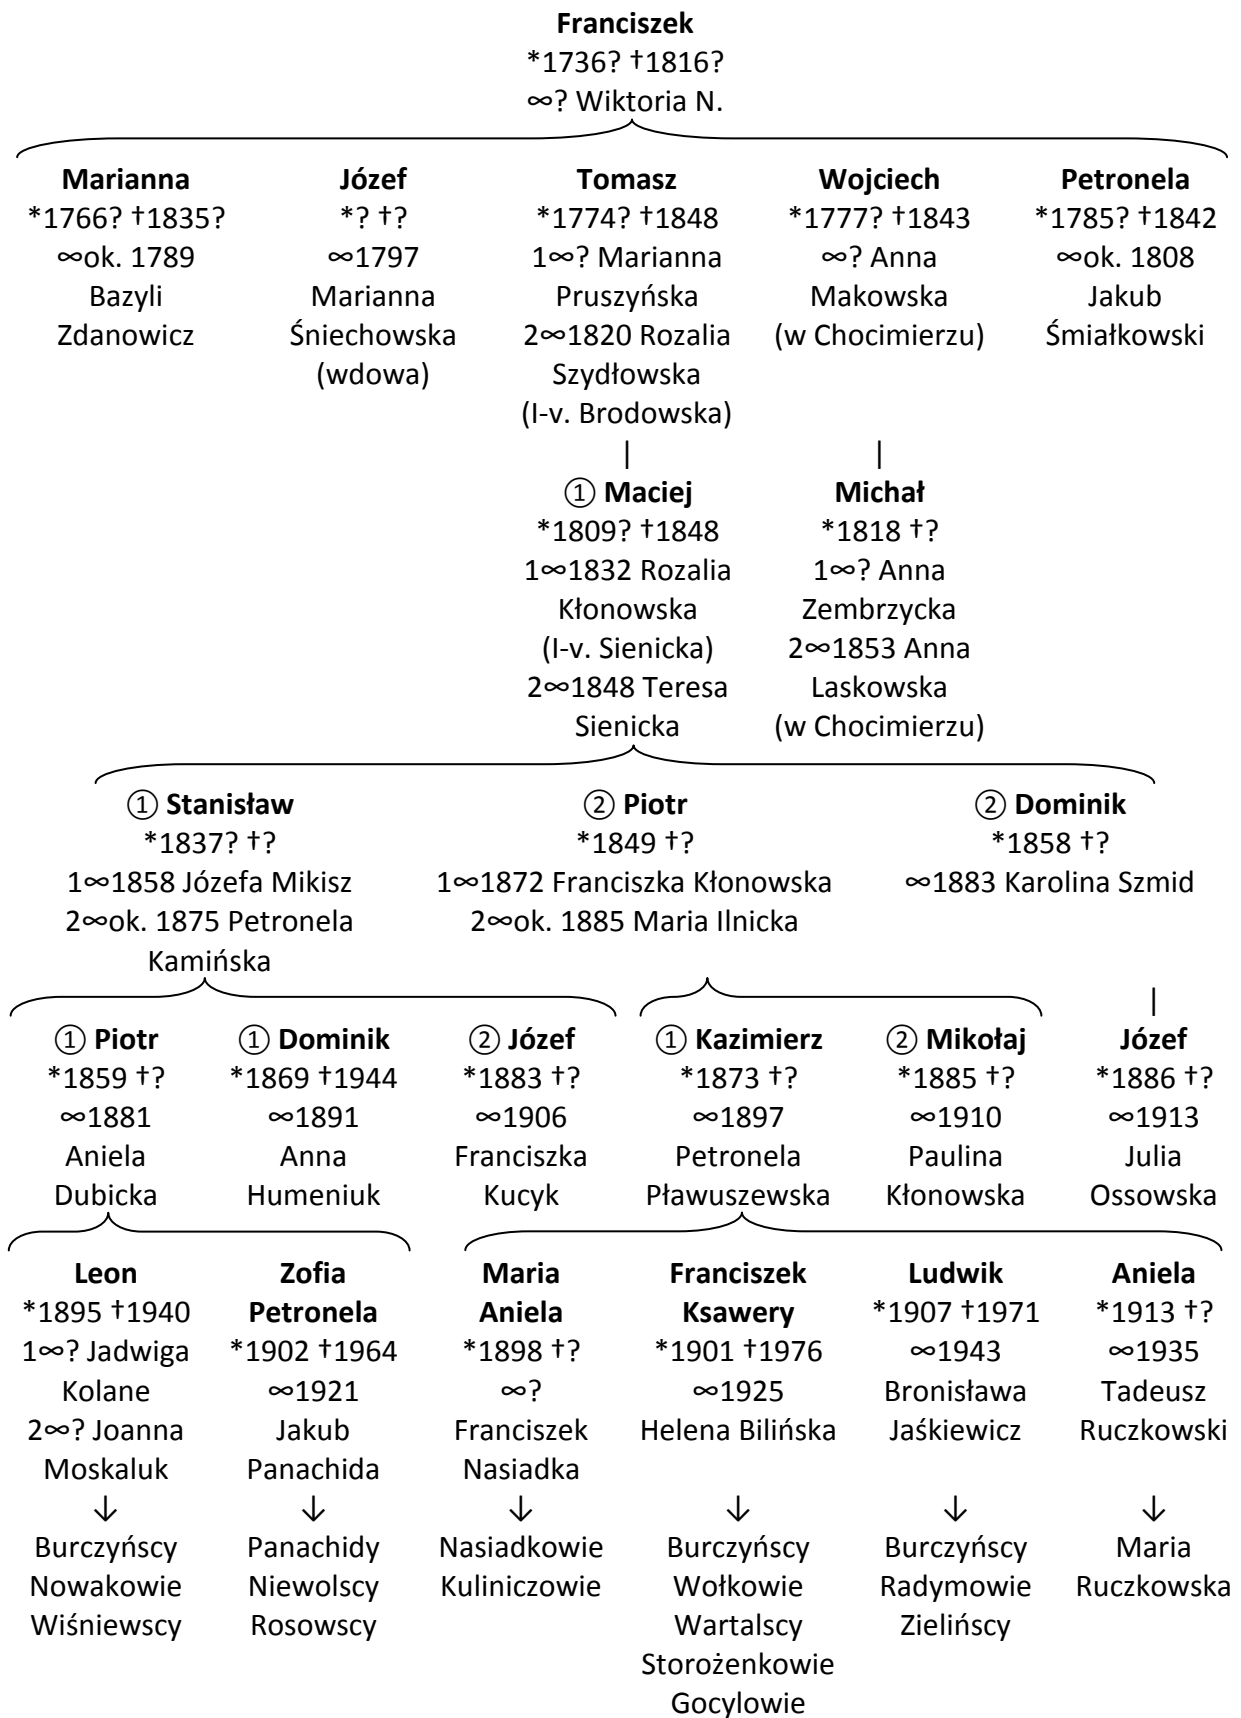 Franciszek
*1736? †1816?
∞? Wiktoria N.
Marianna
*1766? †1835?
∞ok. 1789
Bazyli
Zdanowicz
Józef
*? †?
∞1797
Marianna
Śniechowska
(wdowa)
Tomasz
*1774? †1848
1∞? Marianna
Pruszyńska
2∞1820 Rozalia
Szydłowska
(I-v. Brodowska)
Wojciech
*1777? †1843
∞? Anna
Makowska
(w Chocimierzu)
Petronela
*1785? †1842
∞ok. 1808
Jakub
Śmiałkowski
|
① Maciej
*1809? †1848
1∞1832 Rozalia
Kłonowska
(I-v. Sienicka)
2∞1848 Teresa
Sienicka
|
Michał
*1818 †?
1∞? Anna
Zembrzycka
2∞1853 Anna
Laskowska
(w Chocimierzu)
① Stanisław
*1837? †?
1∞1858 Józefa Mikisz
2∞ok. 1875 Petronela
Kamińska
② Piotr
*1849 †?
1∞1872 Franciszka Kłonowska
2∞ok. 1885 Maria Ilnicka
② Dominik
*1858 †?
∞1883 Karolina Szmid
① Piotr
*1859 †?
∞1881
Aniela
Dubicka
① Dominik
*1869 †1944
∞1891
Anna
Humeniuk
② Józef
*1883 †?
∞1906
Franciszka
Kucyk
① Kazimierz
*1873 †?
∞1897
Petronela
Pławuszewska
② Mikołaj
*1885 †?
∞1910
Paulina
Kłonowska
|
Józef
*1886 †?
∞1913
Julia
Ossowska
Leon
*1895 †1940
1∞? Jadwiga
Kolane
2∞? Joanna
Moskaluk
↓
Burczyńscy
Nowakowie
Wiśniewscy
Zofia
Petronela
*1902 †1964
∞1921
Jakub
Panachida
↓
Panachidy
Niewolscy
Rosowscy
Maria
Aniela
*1898 †?
∞?
Franciszek
Nasiadka
↓
Nasiadkowie
Kuliniczowie
Franciszek
Ksawery
*1901 †1976
∞1925
Helena Bilińska
↓
Burczyńscy
Wołkowie
Wartalscy
Storożenkowie
Gocylowie
Ludwik
*1907 †1971
∞1943
Bronisława
Jaśkiewicz
↓
Burczyńscy
Radymowie
Zielińscy
Aniela
*1913 †?
∞1935
Tadeusz
Ruczkowski
↓
Maria
Ruczkowska